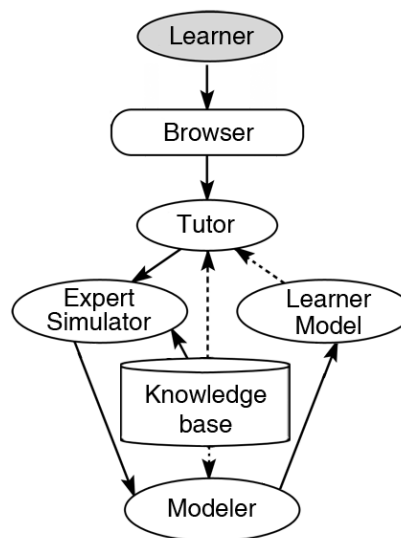 Learner
Browser
Tutor
Expert
Simulator
Learner
Model
Knowledge
base
Modeler